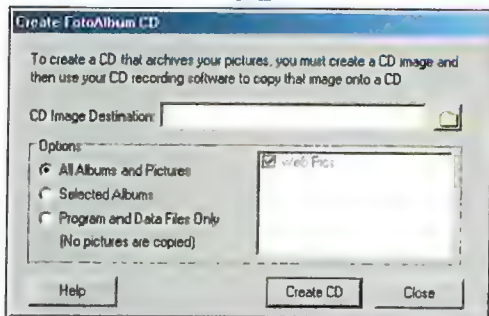 Create FotoAlbum CD
To create a CD that archives your pictures, you must create a CD image and
then use your CD recording software to copy that image onto a CD
CD Image Destination:
Options
All Albums and Pictures
Selected Albums
Program and Data Files Only
(No pictures are copied)
Web Pics
Help
Create CD
Close